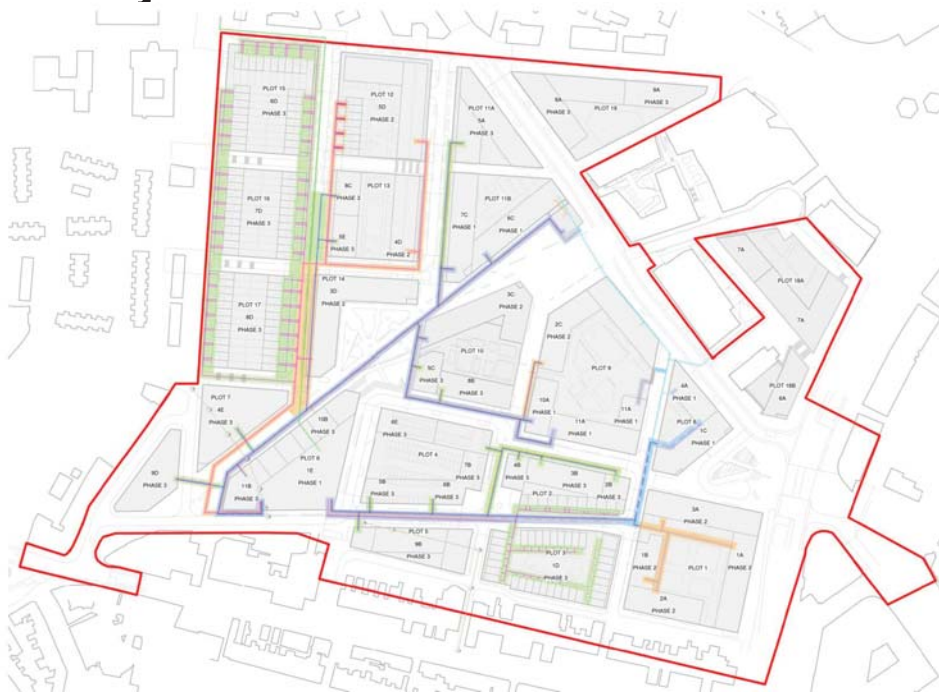 PLOT 15
6D
PHASE 3
PLOT 12
5D
PHASE 2
PLOT 11A
5A
PHASE 3
9A
PHASE 3
PLOT 18
PHASE 3
PLOT 16
7D
PHASE 3
8C
PHASE 3
PLOT 13
PHASE 3
4D
PHASE 2
PLOT 11B
7C
PHASE 1
PHASE 1
7A
PLOT 18A
7A
PLOT 14
3D
PHASE 2
PLOT 17
8D
PHASE 3
3C
PHASE 2
PLOT 10
5C
PHASE 3
PHASE 3
2C
PHASE 2
PLOT 9
10A
PHASE 1
11A
PHASE 1
11A
PHASE 1
4A
PHASE 1
PLOT 8
1C
PHASE 1
PLOT 18B
6A
PLOT 7
4E
PHASE 3
9D
PHASE 3
10B
PHASE 3
PLOT 6
1E
PHASE 1
11B
PHASE 3
6E
PHASE 3
PLOT 4
7B
PHASE 3
PHASE 3
PHASE 3
4B
PHASE 3
3B
PHASE 3
PLOT 2
2B
PHASE 3
PLOT 5
9B
PHASE 3
PLOT 3
1D
PHASE 3
3A
PHASE 2
1B
PHASE 2
PLOT 1
1A
PHASE 2
2A
PHASE 2